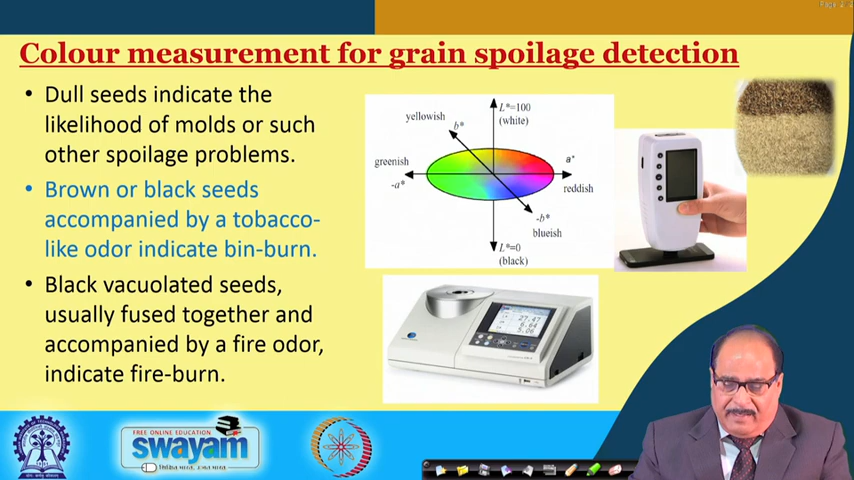 Colour measurement for grain spoilage detection
• Dull seeds indicate the
likelihood of molds or such
other spoilage problems.
• Brown or black seeds
accompanied by a tobacco-
like odor indicate bin-burn.
• Black vacuolated seeds,
usually fused together and
accompanied by a fire odor,
indicate fire-burn.
L*=100
(white)
yellowish
b*
greenish
-a*
a*
reddish
-b*
blueish
L*=0
(black)
FREE ONLINE EDUCATION
swayam